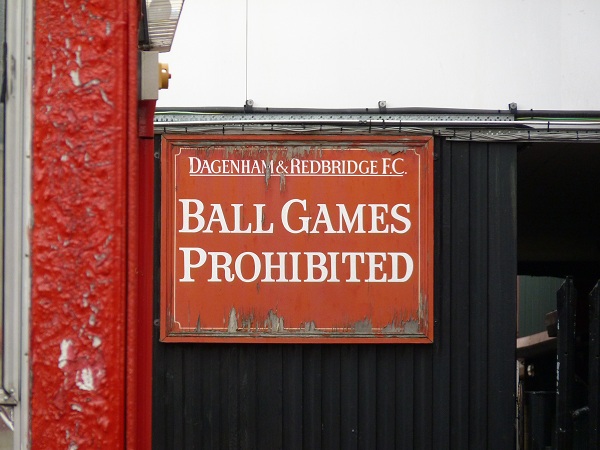 DAGENHAM & REDBRIDGE F.C.
BALL GAMES
PROHIBITED